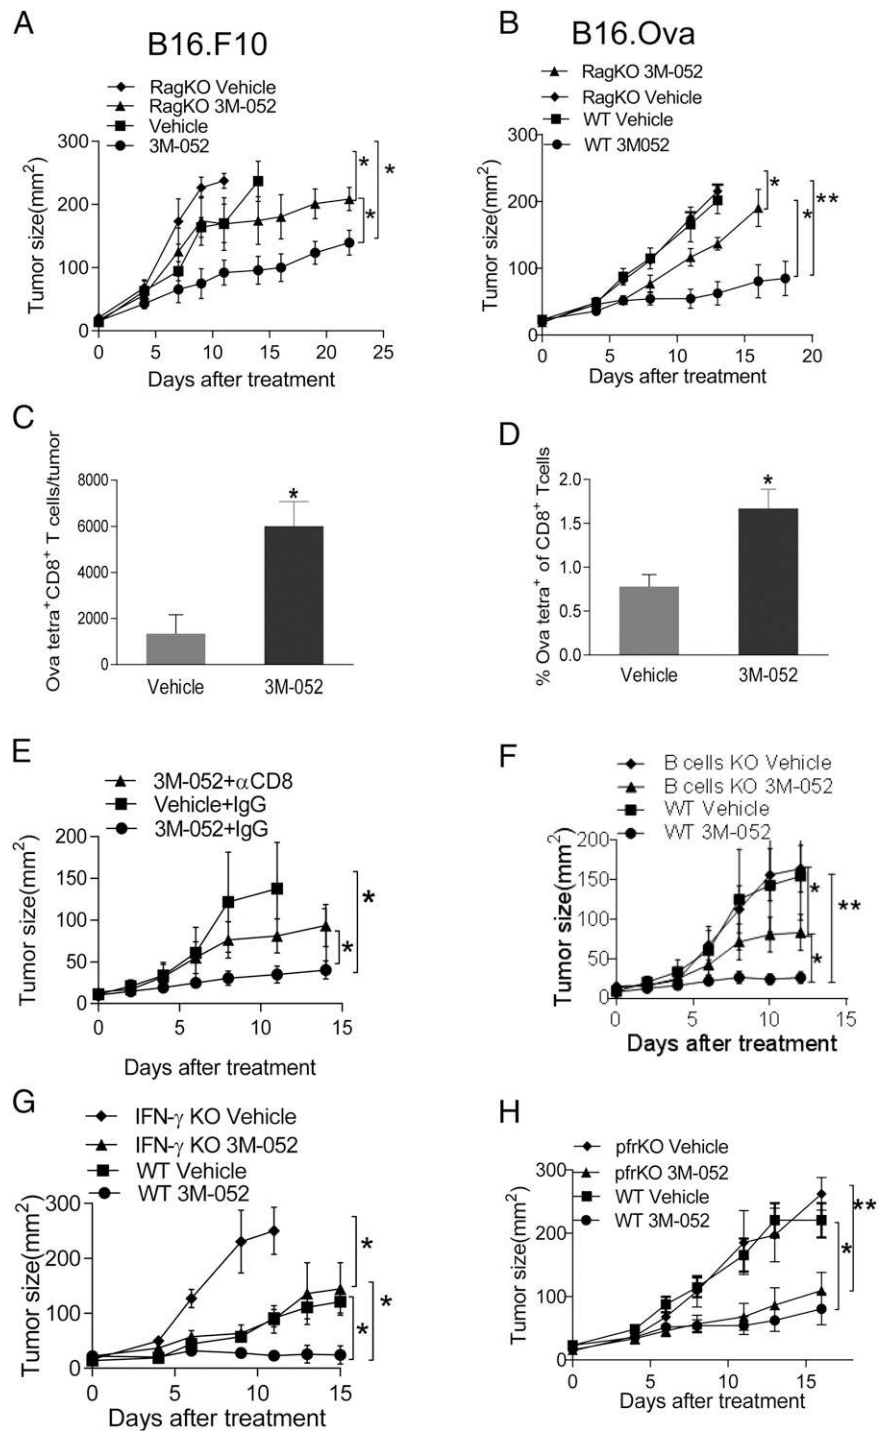 A
B16.F10
RagKO Vehicle
RagKO 3M-052
Vehicle
3M-052
Tumor size(mm²)
300
200
100
0
*
*
*
0 5 10 15 20 25
Days after treatment
B
B16.Ova
RagKO 3M-052
RagKO Vehicle
WT Vehicle
WT 3M052
Tumor size(mm²)
300
200
100
0
*
*
**
0 5 10 15 20
Days after treatment
C
Ova tetra⁺CD8⁺ T cells/tumor
8000
6000
4000
2000
0
*
Vehicle 3M-052
D
% Ova tetra⁺ of CD8⁺ Tcells
2.0
1.5
1.0
0.5
0.0
*
Vehicle 3M-052
E
3M-052+αCD8
Vehicle+IgG
3M-052+IgG
Tumor size(mm²)
200
150
100
50
0
*
*
0 5 10 15
Days after treatment
F
B cells KO Vehicle
B cells KO 3M-052
WT Vehicle
WT 3M-052
Tumor size(mm²)
200
150
100
50
0
*
*
**
0 5 10 15
Days after treatment
G
IFN-γ KO Vehicle
IFN-γ KO 3M-052
WT Vehicle
WT 3M-052
Tumor size(mm²)
300
200
100
0
*
*
*
0 5 10 15
Days after treatment
H
pfrKO Vehicle
pfrKO 3M-052
WT Vehicle
WT 3M-052
Tumor size(mm²)
300
200
100
0
*
**
0 5 10 15
Days after treatment